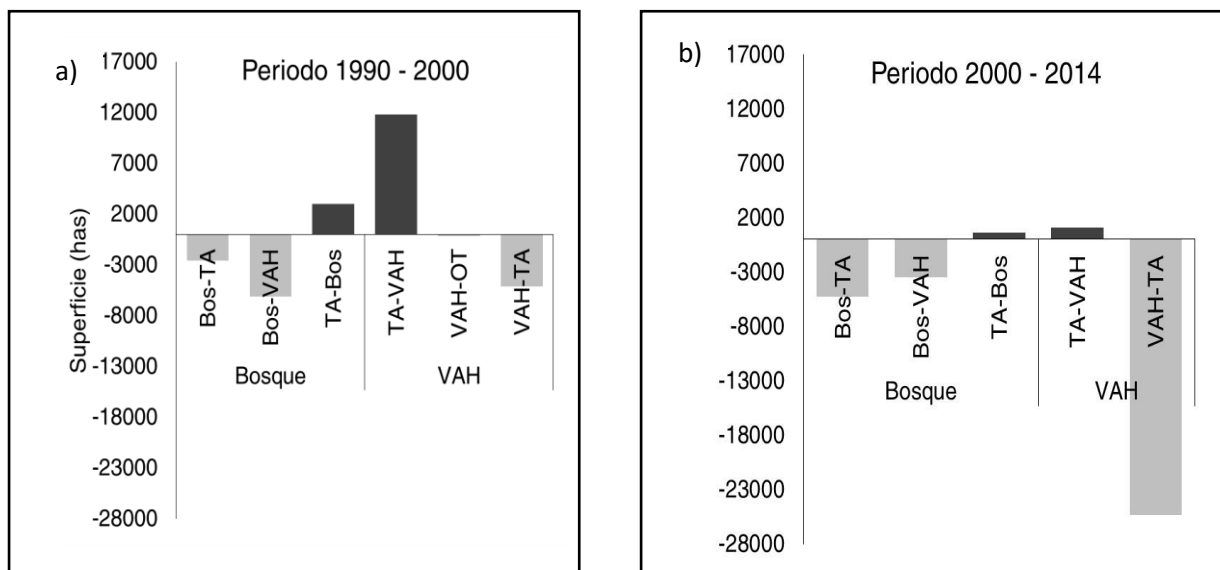 a)
Periodo 1990 - 2000
Superficie (has)
17000
12000
7000
2000
-3000
-8000
-13000
-18000
-23000
-28000
Bos-TA
Bos-VAH
TA-Bos
TA-VAH
VAH-OT
VAH-TA
Bosque
VAH
b)
Periodo 2000 - 2014
17000
12000
7000
2000
-3000
-8000
-13000
-18000
-23000
-28000
Bos-TA
Bos-VAH
TA-Bos
TA-VAH
VAH-TA
Bosque
VAH